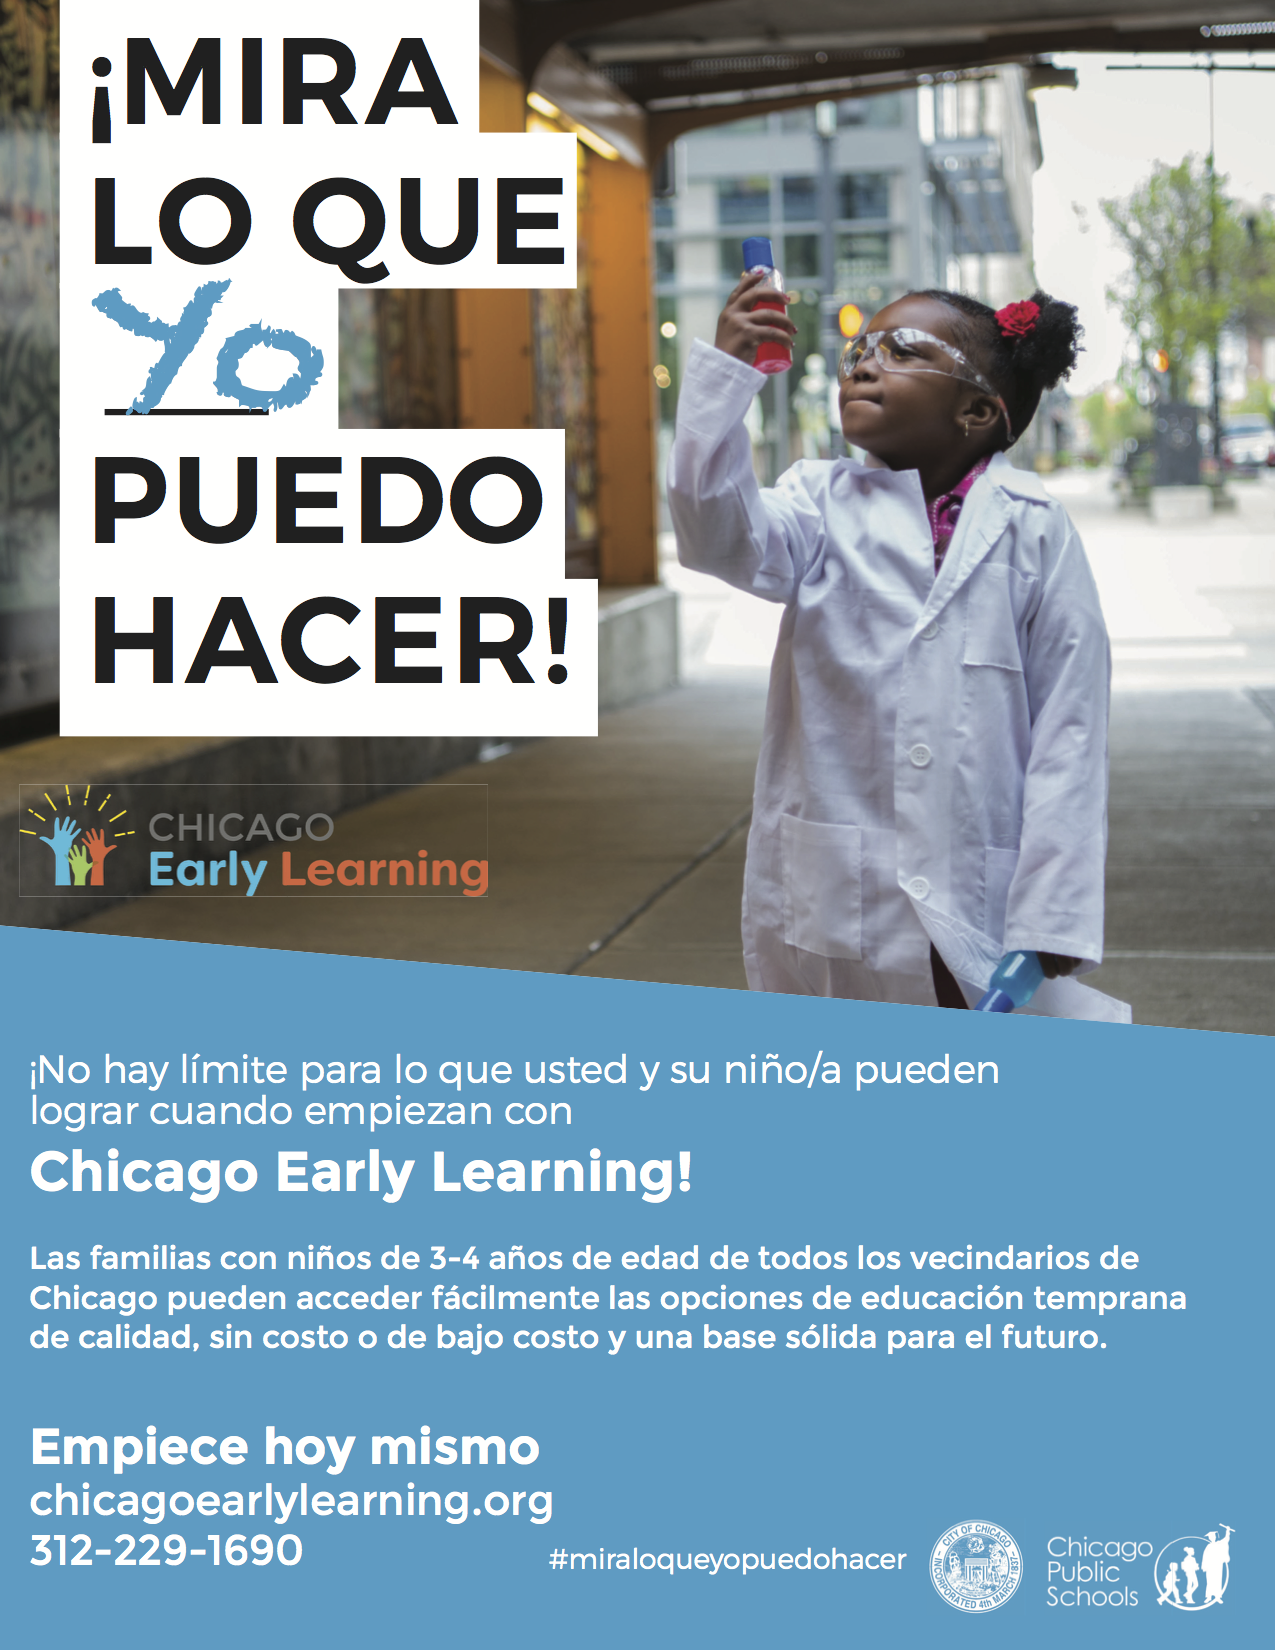 ¡MIRA
LO QUE
Yo
PUEDO
HACER!
CHICAGO
Early Learning
¡No hay límite para lo que usted y su niño/a pueden
lograr cuando empiezan con
Chicago Early Learning!
Las familias con niños de 3-4 años de edad de todos los vecindarios de
Chicago pueden acceder fácilmente las opciones de educación temprana
de calidad, sin costo o de bajo costo y una base sólida para el futuro.
Empiece hoy mismo
chicagoearlylearning.org
312-229-1690
#miraloqueyopuedohacer
CITY OF CHICAGO
INCORPORATED 4th MARCH 1837
Chicago
Public
Schools